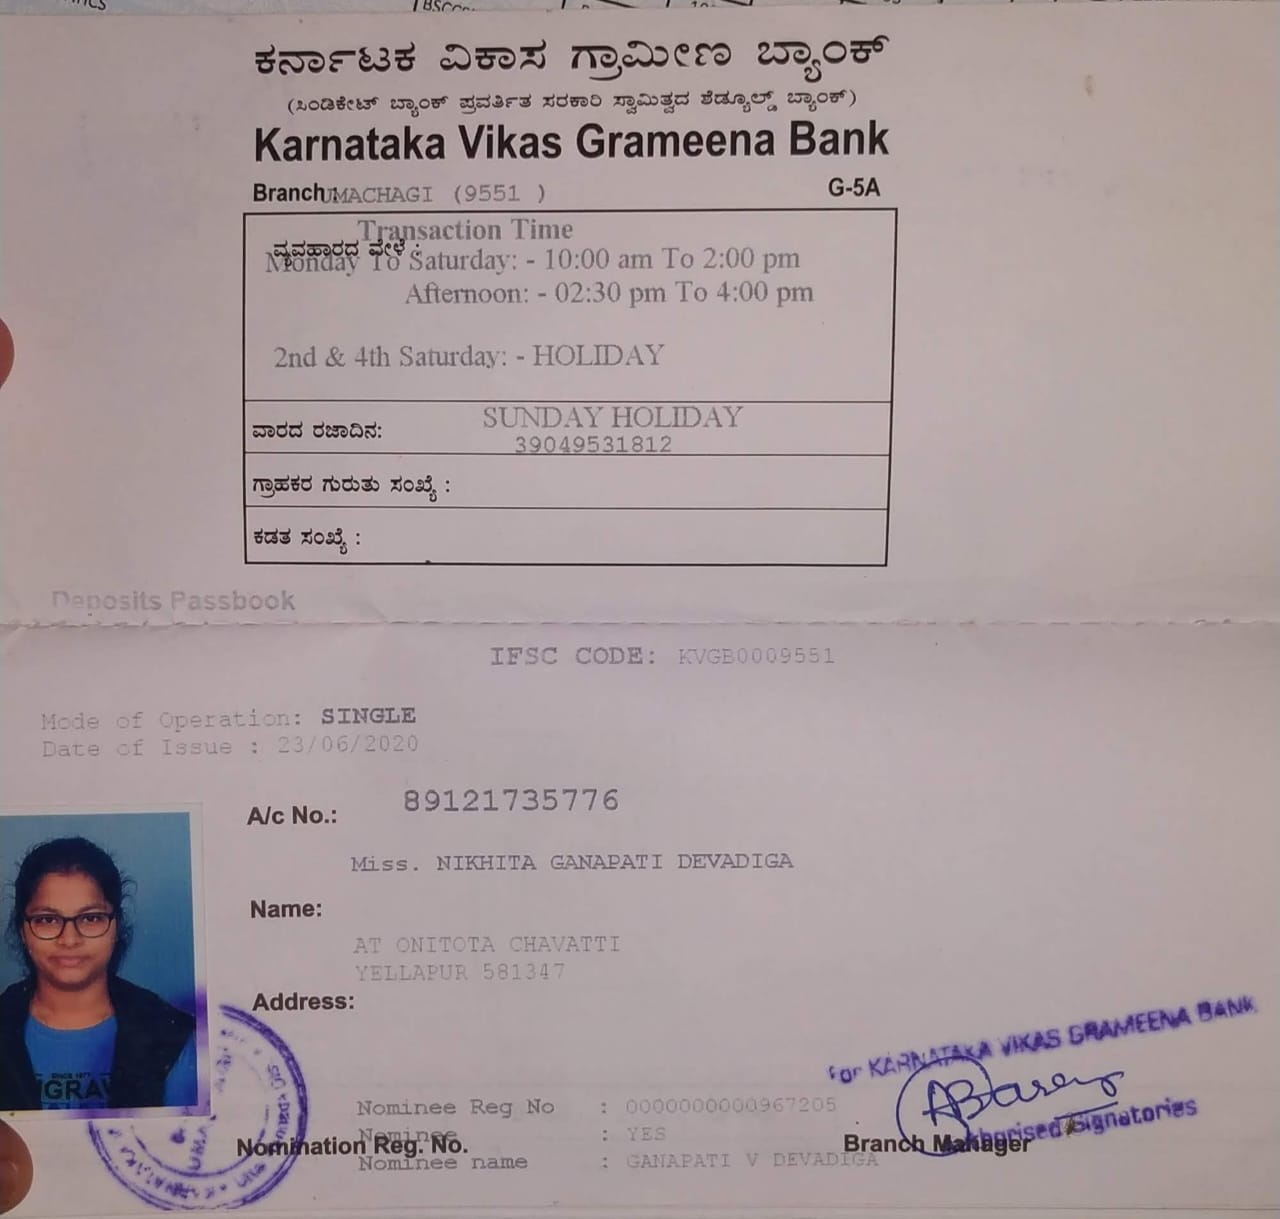 ಕರ್ನಾಟಕ ವಿಕಾಸ ಗ್ರಾಮೀಣ ಬ್ಯಾಂಕ್
(ಸಿಂಡಿಕೇಟ್ ಬ್ಯಾಂಕ್ ಪ್ರವರ್ತಿತ ಸರಕಾರಿ ಸ್ವಾಮಿತ್ವದ ಶೆಡ್ಯೂಲ್ಡ್ ಬ್ಯಾಂಕ್)
Karnataka Vikas Grameena Bank
Branch UMACHAGI (9551 ) G-5A
Transaction Time
ವ್ಯವಹಾರದ ವೇಳೆ :
Monday To Saturday: - 10:00 am To 2:00 pm
Afternoon: - 02:30 pm To 4:00 pm
2nd & 4th Saturday: - HOLIDAY
SUNDAY HOLIDAY
ವಾರದ ರಜಾದಿನ:
39049531812
ಗ್ರಾಹಕರ ಗುರುತು ಸಂಖ್ಯೆ :
ಕಡತ ಸಂಖ್ಯೆ :
Deposits Passbook
IFSC CODE: KVGB0009551
Mode of Operation: SINGLE
Date of Issue : 23/06/2020
A/c No.: 89121735776
Miss. NIKHITA GANAPATI DEVADIGA
Name:
AT ONITOTA CHAVATTI
YELLAPUR 581347
Address:
for KARNATAKA VIKAS GRAMEENA BANK
Nominee Reg No : 0000000000967205
Nominee : YES
Authorised Signatories
Nomination Reg. No. Branch Manager
Nominee name : GANAPATI V DEVADIGA